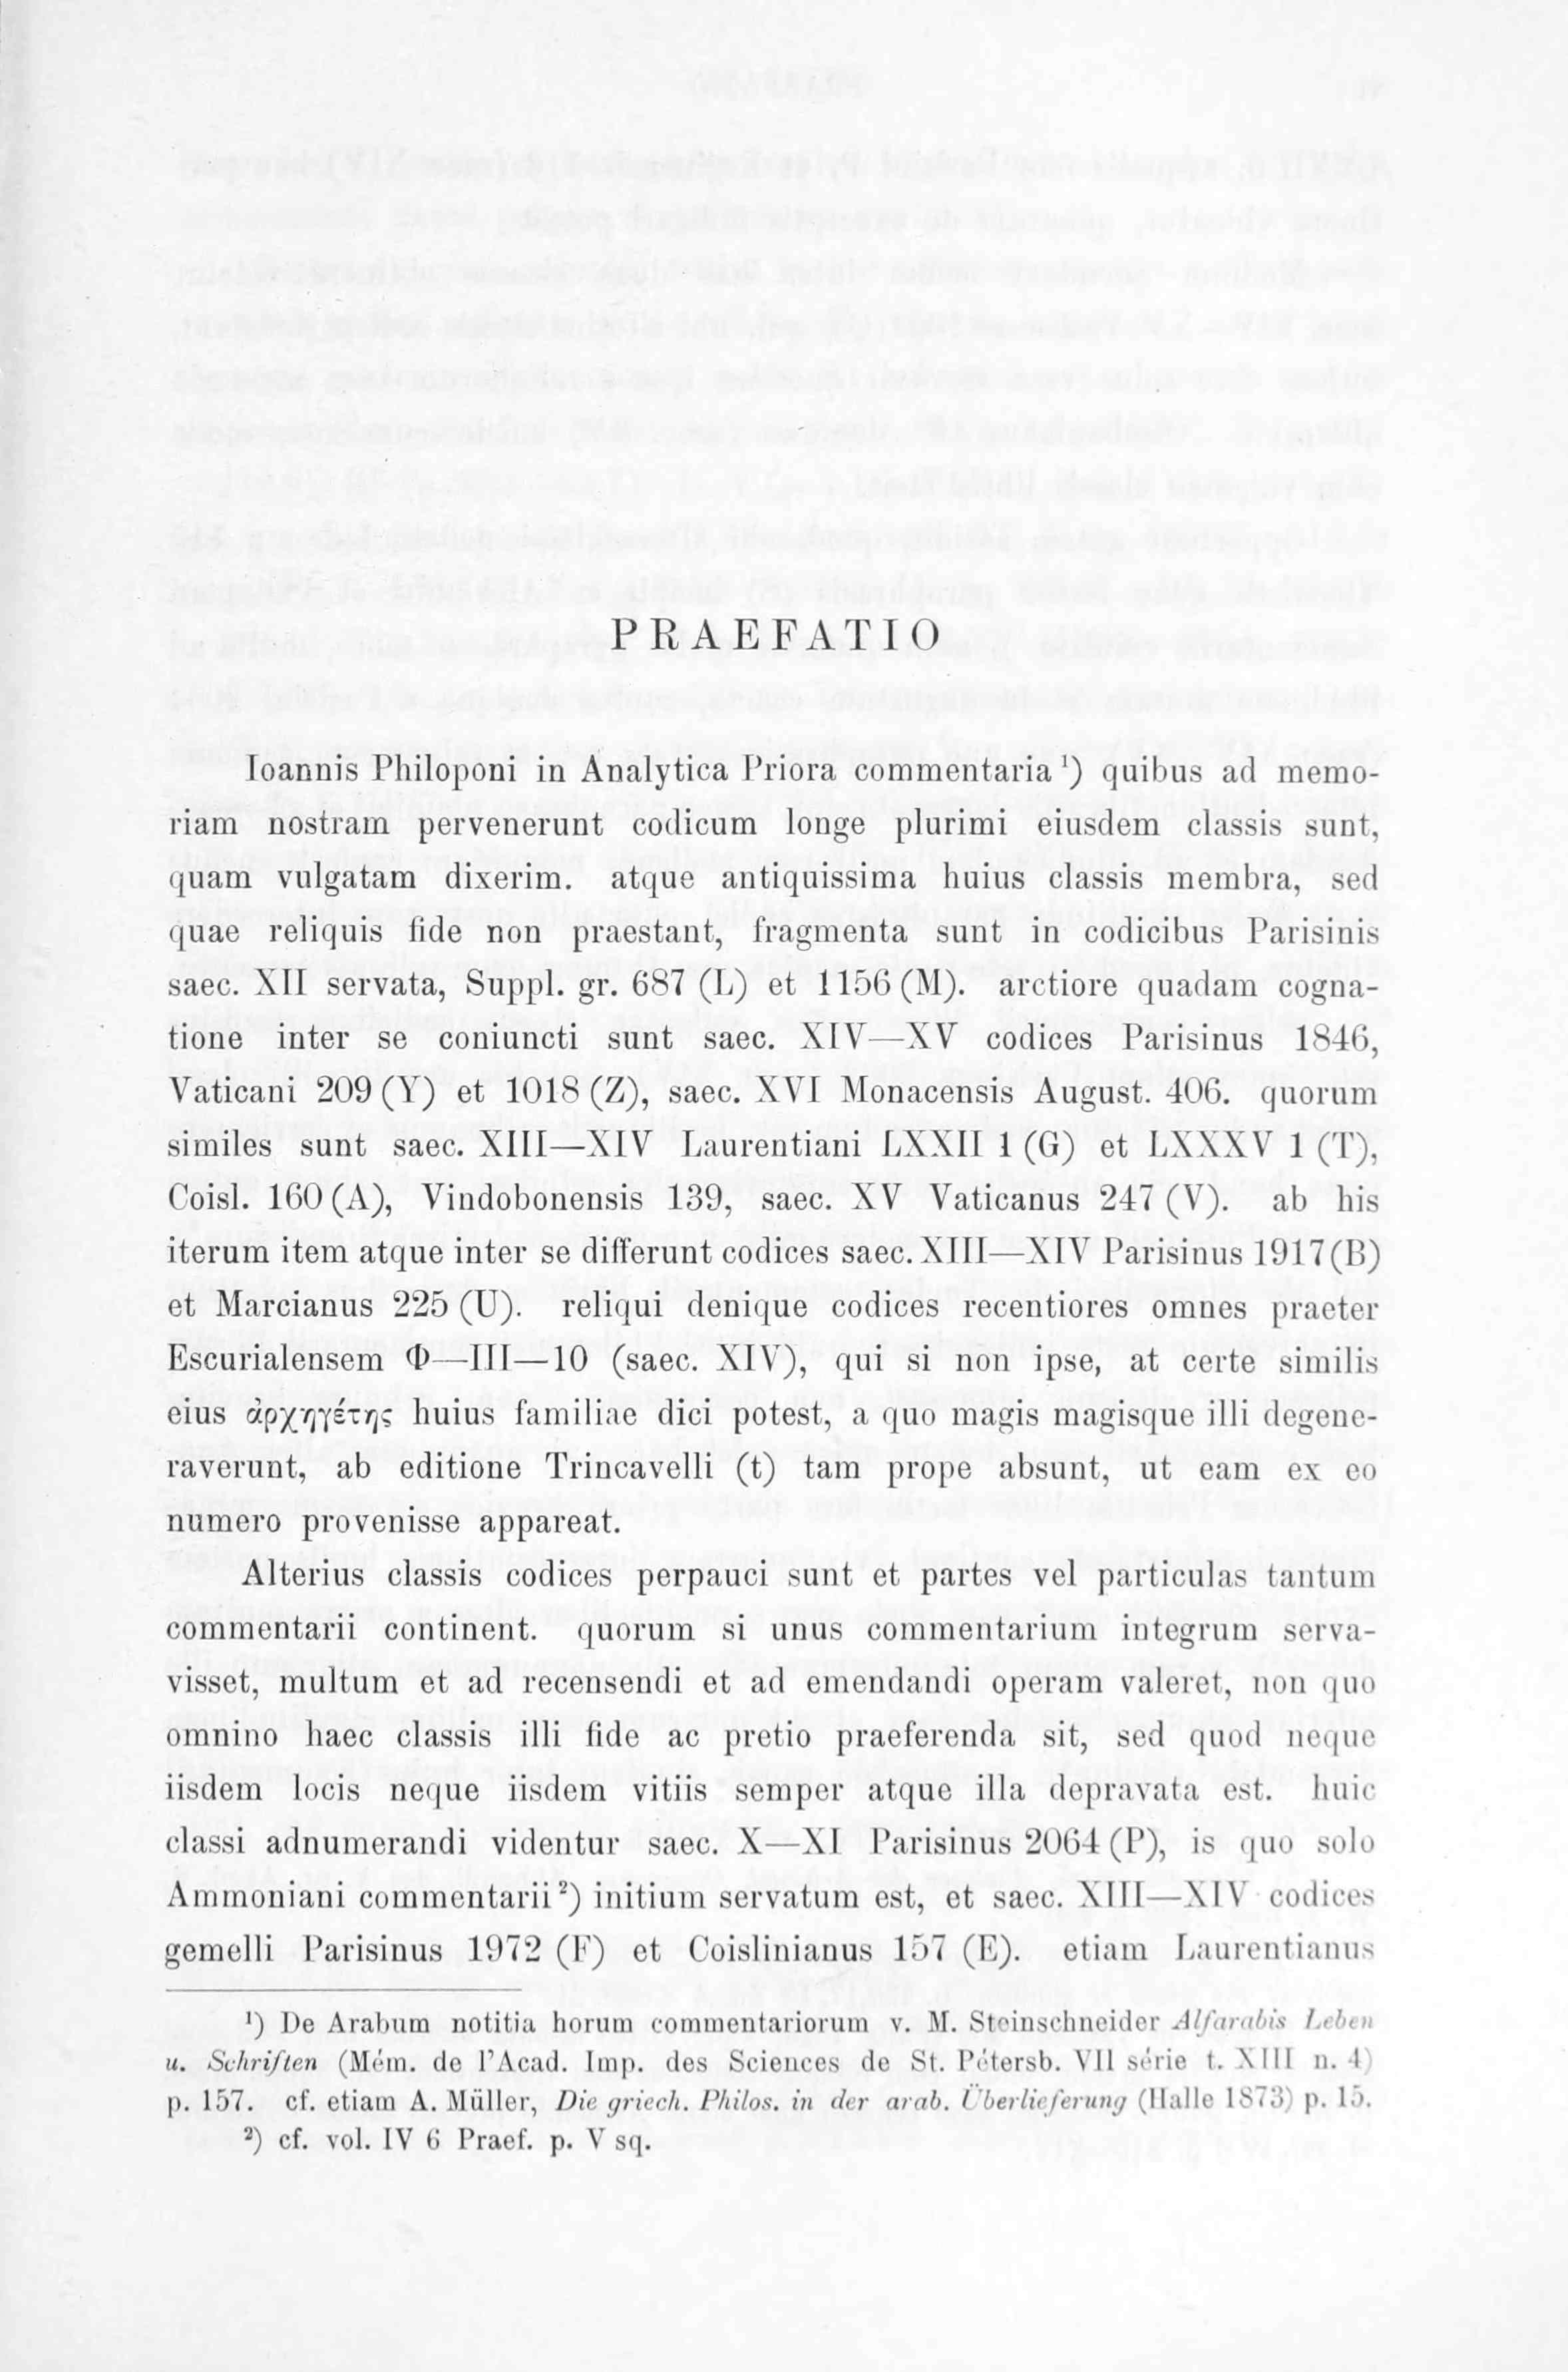 PRAEFATIO
Ioannis Philoponi in Analytica Priora commentaria ¹) quibus ad memo-
riam nostram pervenerunt codicum longe plurimi eiusdem classis sunt,
quam vulgatam dixerim. atque antiquissima huius classis membra, sed
quae reliquis fide non praestant, fragmenta sunt in codicibus Parisinis
saec. XII servata, Suppl. gr. 687 (L) et 1156 (M). arctiore quadam cogna-
tione inter se coniuncti sunt saec. XIV—XV codices Parisinus 1846,
Vaticani 209 (Y) et 1018 (Z), saec. XVI Monacensis August. 406. quorum
similes sunt saec. XIII—XIV Laurentiani LXXII 1 (G) et LXXXV 1 (T),
Coisl. 160 (A), Vindobonensis 139, saec. XV Vaticanus 247 (V). ab his
iterum item atque inter se differunt codices saec. XIII—XIV Parisinus 1917 (B)
et Marcianus 225 (U). reliqui denique codices recentiores omnes praeter
Escurialensem Φ—III—10 (saec. XIV), qui si non ipse, at certe similis
eius ἀρχηγέτης huius familiae dici potest, a quo magis magisque illi degene-
raverunt, ab editione Trincavelli (t) tam prope absunt, ut eam ex eo
numero provenisse appareat.
Alterius classis codices perpauci sunt et partes vel particulas tantum
commentarii continent. quorum si unus commentarium integrum serva-
visset, multum et ad recensendi et ad emendandi operam valeret, non quo
omnino haec classis illi fide ac pretio praeferenda sit, sed quod neque
iisdem locis neque iisdem vitiis semper atque illa depravata est. huic
classi adnumerandi videntur saec. X—XI Parisinus 2064 (P), is quo solo
Ammoniani commentarii ²) initium servatum est, et saec. XIII—XIV codices
gemelli Parisinus 1972 (F) et Coislinianus 157 (E). etiam Laurentianus
¹) De Arabum notitia horum commentariorum v. M. Steinschneider Alfarabis Leben
u. Schriften (Mém. de l'Acad. Imp. des Sciences de St. Pétersb. VII série t. XIII n. 4)
p. 157. cf. etiam A. Müller, Die griech. Philos. in der arab. Überlieferung (Halle 1873) p. 15.
²) cf. vol. IV 6 Praef. p. V sq.